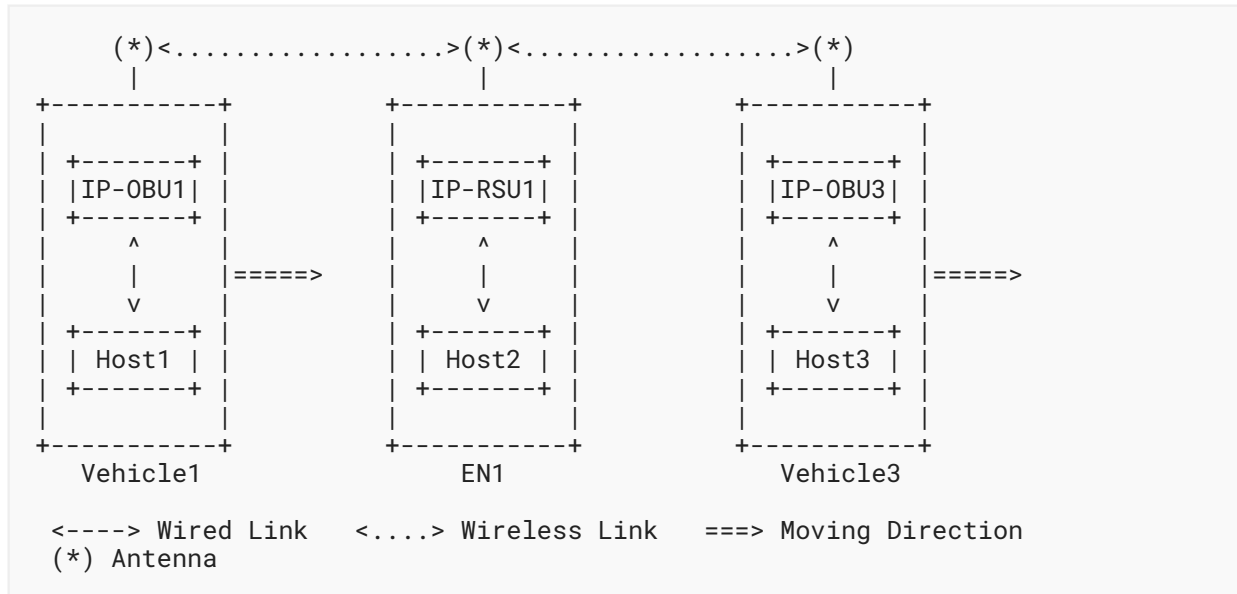 (*)<..................>(*)<..................>(*)
|                      |                      |
+-----------+          +-----------+          +-----------+
|           |          |           |          |           |
| +-------+ |          | +-------+ |          | +-------+ |
| |IP-OBU1| |          | |IP-RSU1| |          | |IP-OBU3| |
| +-------+ |          | +-------+ |          | +-------+ |
|     ^     |          |     ^     |          |     ^     |
|     |     |=====>    |     |     |          |     |     |=====>
|     v     |          |     v     |          |     v     |
| +-------+ |          | +-------+ |          | +-------+ |
| | Host1 | |          | | Host2 | |          | | Host3 | |
| +-------+ |          | +-------+ |          | +-------+ |
|           |          |           |          |           |
+-----------+          +-----------+          +-----------+
Vehicle1                 EN1                 Vehicle3
<----> Wired Link   <....> Wireless Link   ===> Moving Direction
(*) Antenna